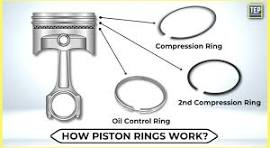 TEP
Compression Ring
2nd Compression Ring
Oil Control Ring
HOW PISTON RINGS WORK?